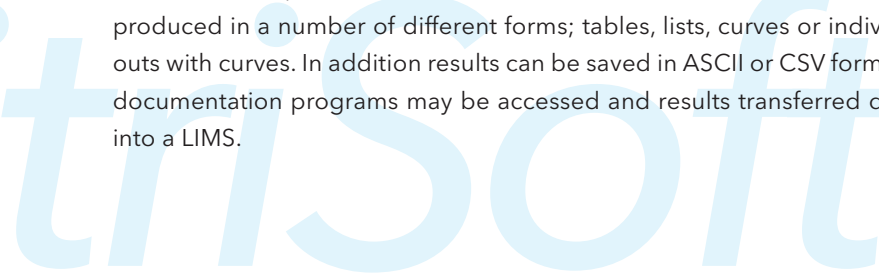 produced in a number of different forms; tables, lists, curves or indiv
outs with curves. In addition results can be saved in ASCII or CSV form
documentation programs may be accessed and results transferred
into a LIMS.
triSoft